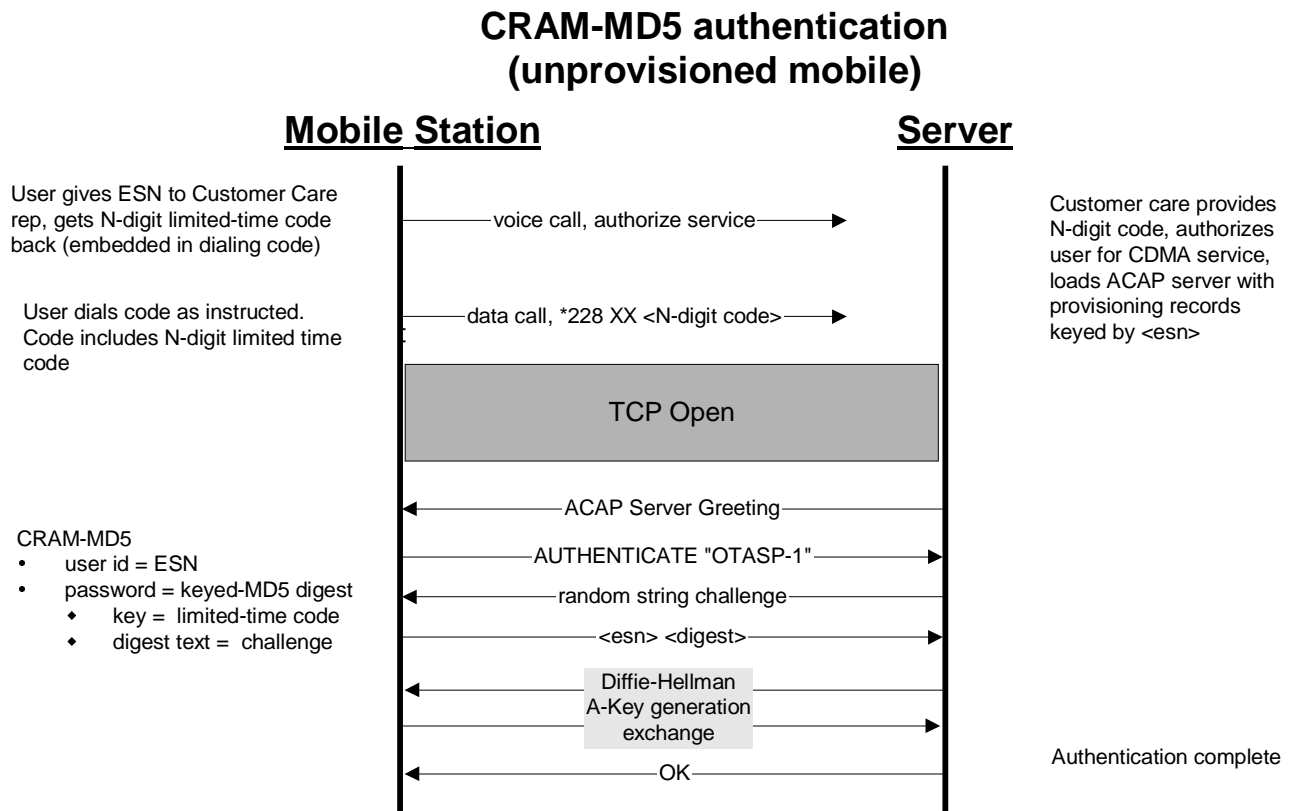 CRAM-MD5 authentication
(unprovisioned mobile)
Mobile Station
Server
User gives ESN to Customer Care
rep, gets N-digit limited-time code
back (embedded in dialing code)
voice call, authorize service
Customer care provides
N-digit code, authorizes
user for CDMA service,
loads ACAP server with
provisioning records
keyed by <esn>
User dials code as instructed.
Code includes N-digit limited time
code
data call, *228 XX <N-digit code>
TCP Open
ACAP Server Greeting
CRAM-MD5
• user id = ESN
• password = keyed-MD5 digest
◆ key = limited-time code
◆ digest text = challenge
AUTHENTICATE "OTASP-1"
random string challenge
<esn> <digest>
Diffie-Hellman
A-Key generation
exchange
OK
Authentication complete